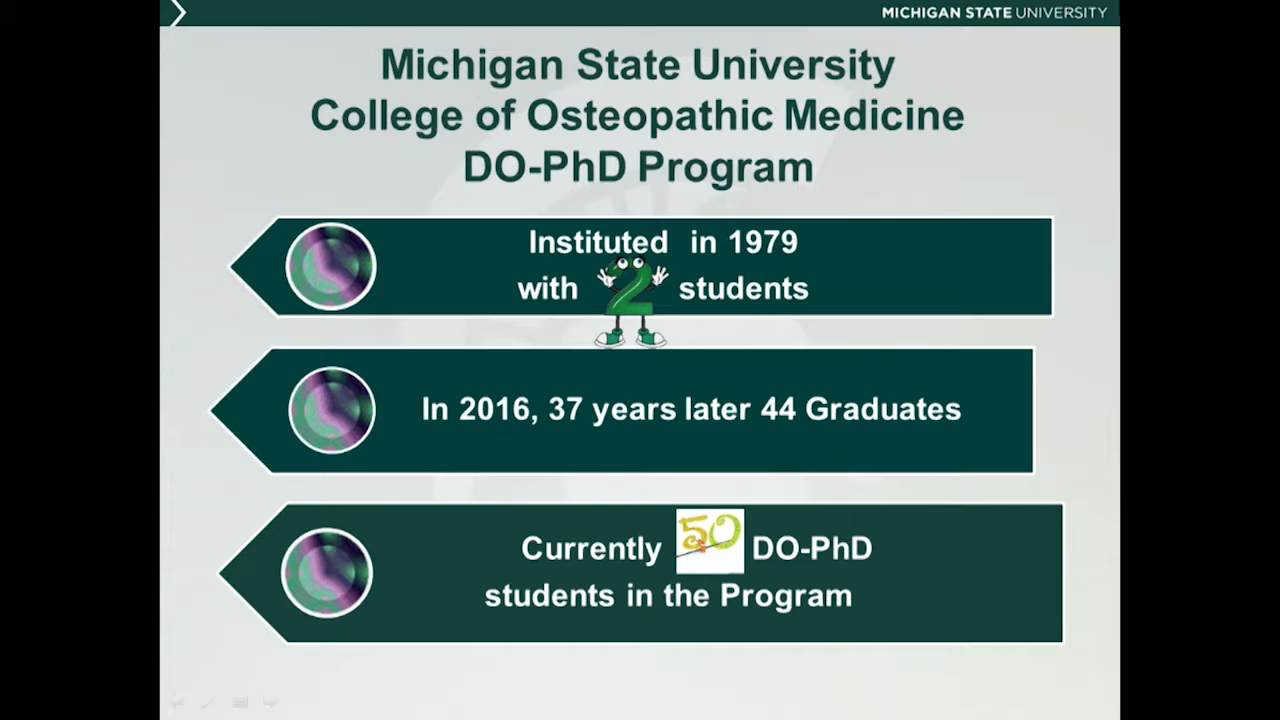 MICHIGAN STATE UNIVERSITY
Michigan State University
College of Osteopathic Medicine
DO-PhD Program
Instituted in 1979
with 2 students
In 2016, 37 years later 44 Graduates
Currently 50 DO-PhD
students in the Program